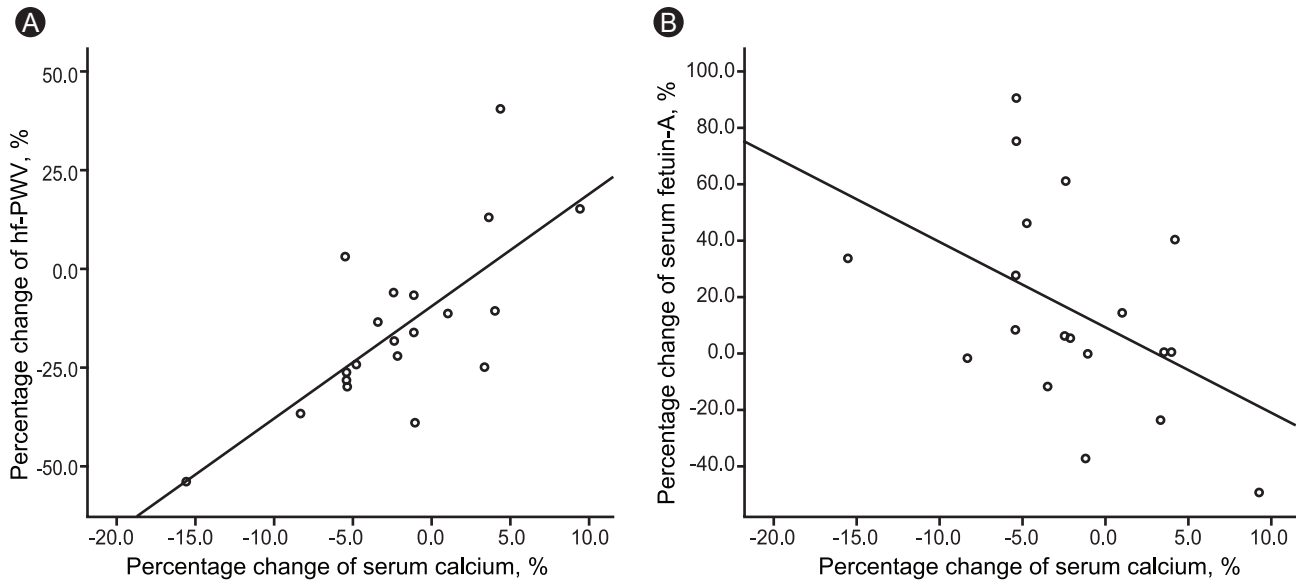 A
Percentage change of hf-PWV, %
50.0
25.0
0.0
-25.0
-50.0
-20.0 -15.0 -10.0 -5.0 0.0 5.0 10.0
Percentage change of serum calcium, %
B
Percentage change of serum fetuin-A, %
100.0
80.0
60.0
40.0
20.0
0.0
-20.0
-40.0
-20.0 -15.0 -10.0 -5.0 0.0 5.0 10.0
Percentage change of serum calcium, %